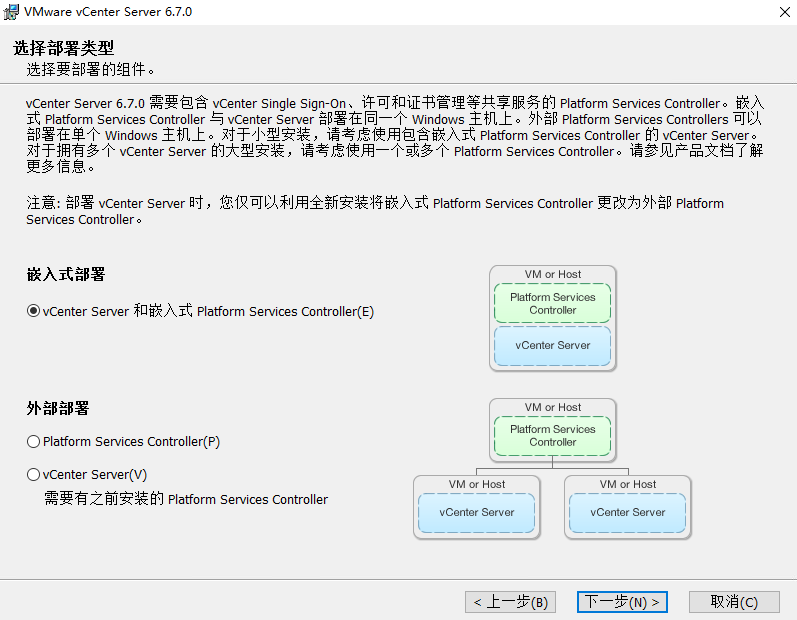 VMware vCenter Server 6.7.0
选择部署类型
选择要部署的组件。
vCenter Server 6.7.0 需要包含 vCenter Single Sign-On、许可和证书管理等共享服务的 Platform Services Controller。嵌入
式 Platform Services Controller 与 vCenter Server 部署在同一个 Windows 主机上。外部 Platform Services Controllers 可以
部署在单个 Windows 主机上。对于小型安装，请考虑使用包含嵌入式 Platform Services Controller 的 vCenter Server。
对于拥有多个 vCenter Server 的大型安装，请考虑使用一个或多个 Platform Services Controller。请参见产品文档了解
更多信息。
注意: 部署 vCenter Server 时，您仅可以利用全新安装将嵌入式 Platform Services Controller 更改为外部 Platform
Services Controller。
嵌入式部署
vCenter Server 和嵌入式 Platform Services Controller(E)
VM or Host
Platform Services
Controller
vCenter Server
外部部署
Platform Services Controller(P)
vCenter Server(V)
需要有之前安装的 Platform Services Controller
VM or Host
Platform Services
Controller
VM or Host
vCenter Server
VM or Host
vCenter Server
< 上一步(B)
下一步(N) >
取消(C)